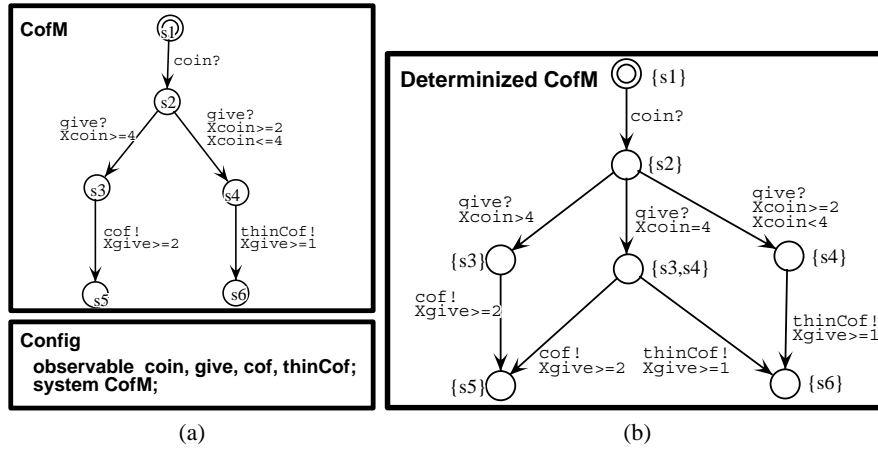 CofM
s1
coin?
s2
give?
Xcoin>=4
give?
Xcoin>=2
Xcoin<=4
s3
s4
cof!
Xgive>=2
thinCof!
Xgive>=1
s5
s6
Config
observable coin, give, cof, thinCof;
system CofM;
(a)
Determinized CofM
{s1}
coin?
{s2}
give?
Xcoin>4
give?
Xcoin=4
give?
Xcoin>=2
Xcoin<4
{s3}
{s3,s4}
{s4}
cof!
Xgive>=2
cof!
Xgive>=2
thinCof!
Xgive>=1
thinCof!
Xgive>=1
{s5}
{s6}
(b)